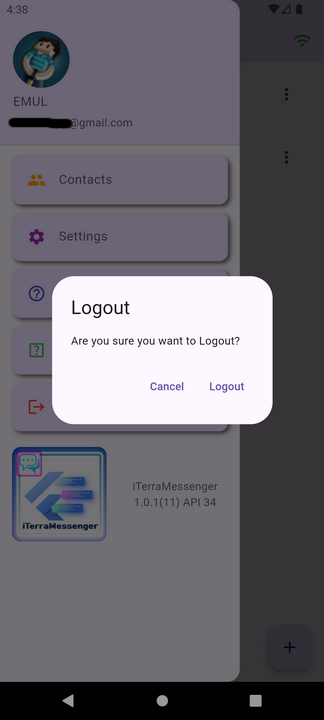 4:38
EMUL
@gmail.com
Contacts
Settings
Logout
Are you sure you want to Logout?
Cancel Logout
iTerraMessenger
iTerraMessenger
1.0.1(11) API 34